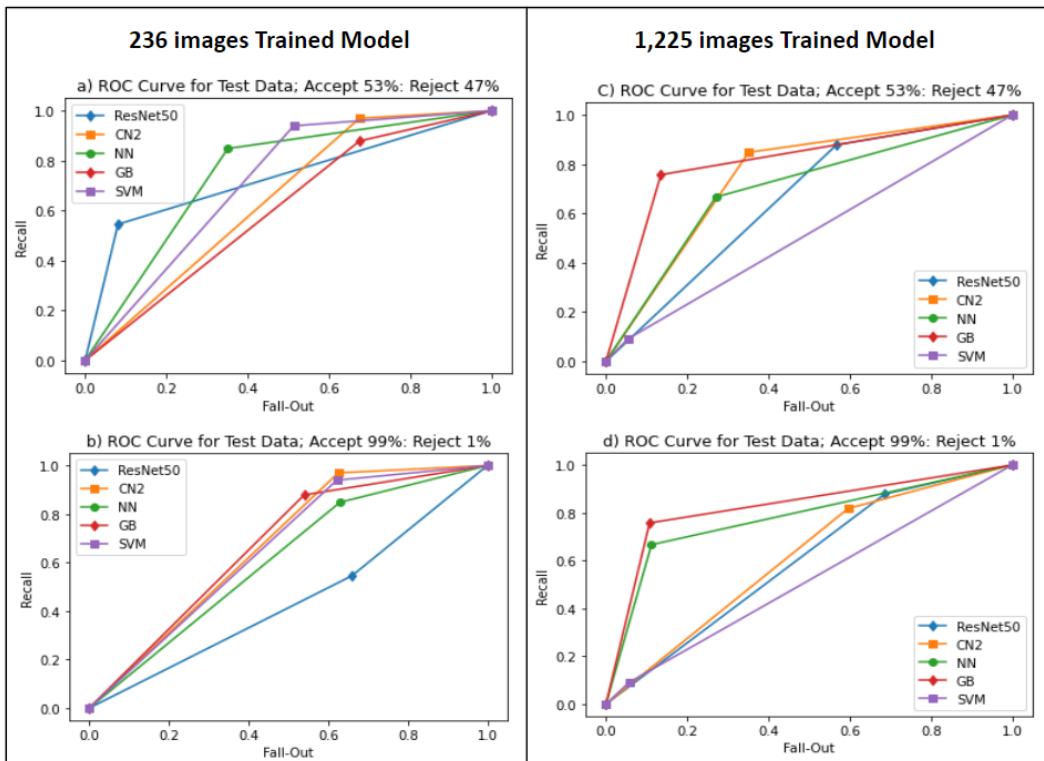 236 images Trained Model
a) ROC Curve for Test Data; Accept 53%: Reject 47%
1.0
0.8
0.6
0.4
0.2
0.0
Recall
ResNet50
CN2
NN
GB
SVM
0.0 0.2 0.4 0.6 0.8 1.0
Fall-Out
b) ROC Curve for Test Data; Accept 99%: Reject 1%
1.0
0.8
0.6
0.4
0.2
0.0
Recall
ResNet50
CN2
NN
GB
SVM
0.0 0.2 0.4 0.6 0.8 1.0
Fall-Out
1,225 images Trained Model
C) ROC Curve for Test Data; Accept 53%: Reject 47%
1.0
0.8
0.6
0.4
0.2
0.0
Recall
ResNet50
CN2
NN
GB
SVM
0.0 0.2 0.4 0.6 0.8 1.0
Fall-Out
d) ROC Curve for Test Data; Accept 99%: Reject 1%
1.0
0.8
0.6
0.4
0.2
0.0
Recall
ResNet50
CN2
NN
GB
SVM
0.0 0.2 0.4 0.6 0.8 1.0
Fall-Out